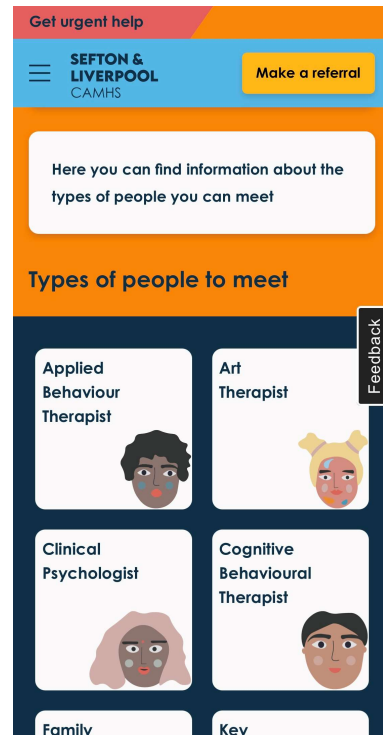 Get urgent help
SEFTON &
LIVERPOOL
CAMHS
Make a referral
Here you can find information about the
types of people you can meet
Types of people to meet
Feedback
Applied
Behaviour
Therapist
Art
Therapist
Clinical
Psychologist
Cognitive
Behavioural
Therapist
Family
Key